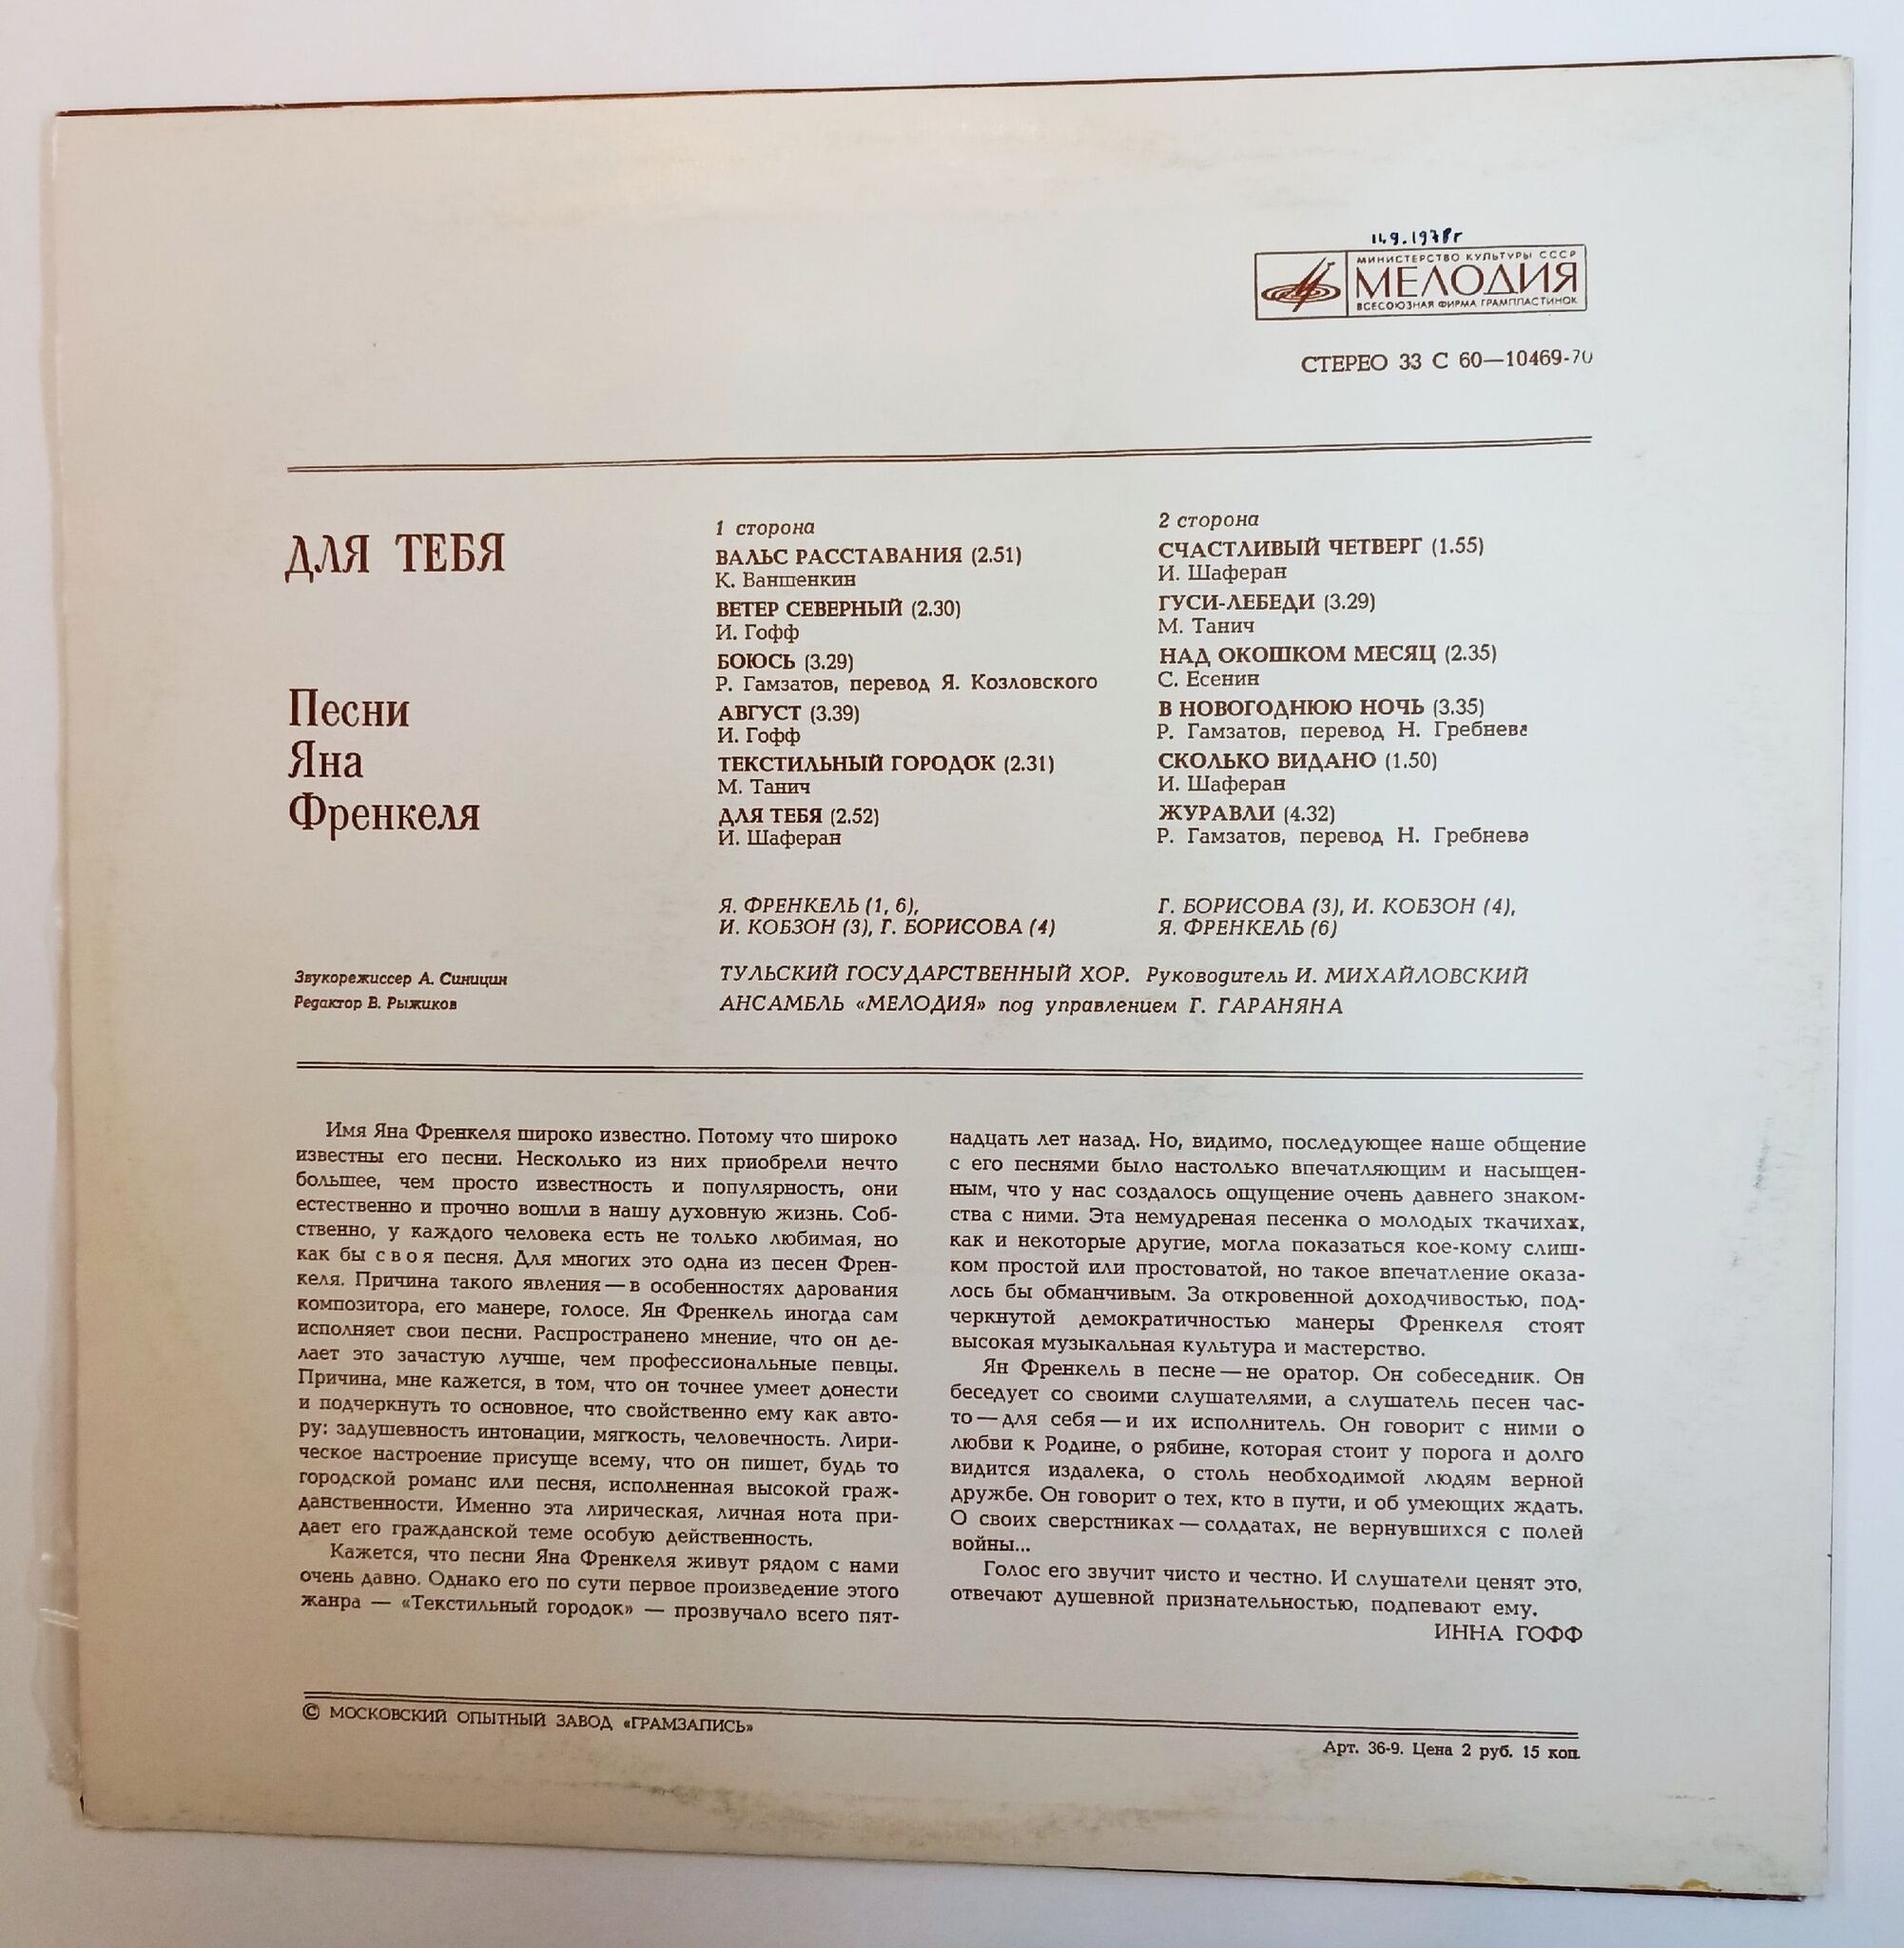 11.9.1978г
МИНИСТЕРСТВО КУЛЬТУРЫ СССР
МЕЛОДИЯ
ВСЕСОЮЗНАЯ ФИРМА ГРАМПЛАСТИНОК
СТЕРЕО 33 С 60—10469-70
ДЛЯ ТЕБЯ
Песни
Яна
Френкеля
1 сторона
ВАЛЬС РАССТАВАНИЯ (2.51)
К. Ваншенкин
ВЕТЕР СЕВЕРНЫЙ (2.30)
И. Гофф
БОЮСЬ (3.29)
Р. Гамзатов, перевод Я. Козловского
АВГУСТ (3.39)
И. Гофф
ТЕКСТИЛЬНЫЙ ГОРОДОК (2.31)
М. Танич
ДЛЯ ТЕБЯ (2.52)
И. Шаферан
Я. ФРЕНКЕЛЬ (1, 6),
И. КОБЗОН (3), Г. БОРИСОВА (4)
2 сторона
СЧАСТЛИВЫЙ ЧЕТВЕРГ (1.55)
И. Шаферан
ГУСИ-ЛЕБЕДИ (3.29)
М. Танич
НАД ОКОШКОМ МЕСЯЦ (2.35)
С. Есенин
В НОВОГОДНЮЮ НОЧЬ (3.35)
Р. Гамзатов, перевод Н. Гребнева
СКОЛЬКО ВИДАНО (1.50)
И. Шаферан
ЖУРАВЛИ (4.32)
Р. Гамзатов, перевод Н. Гребнева
Г. БОРИСОВА (3), И. КОБЗОН (4),
Я. ФРЕНКЕЛЬ (6)
Звукорежиссер А. Синицин
Редактор В. Рыжиков
ТУЛЬСКИЙ ГОСУДАРСТВЕННЫЙ ХОР. Руководитель И. МИХАЙЛОВСКИЙ
АНСАМБЛЬ «МЕЛОДИЯ» под управлением Г. ГАРАНЯНА
Имя Яна Френкеля широко известно. Потому что широко
известны его песни. Несколько из них приобрели нечто
большее, чем просто известность и популярность, они
естественно и прочно вошли в нашу духовную жизнь. Соб-
ственно, у каждого человека есть не только любимая, но
как бы своя песня. Для многих это одна из песен Френ-
келя. Причина такого явления — в особенностях дарования
композитора, его манере, голосе. Ян Френкель иногда сам
исполняет свои песни. Распространено мнение, что он де-
лает это зачастую лучше, чем профессиональные певцы.
Причина, мне кажется, в том, что он точнее умеет донести
и подчеркнуть то основное, что свойственно ему как авто-
ру: задушевность интонации, мягкость, человечность. Лири-
ческое настроение присуще всему, что он пишет, будь то
городской романс или песня, исполненная высокой граж-
данственности. Именно эта лирическая, личная нота при-
дает его гражданской теме особую действенность.
Кажется, что песни Яна Френкеля живут рядом с нами
очень давно. Однако его по сути первое произведение этого
жанра — «Текстильный городок» — прозвучало всего пят-
надцать лет назад. Но, видимо, последующее наше общение
с его песнями было настолько впечатляющим и насыщен-
ным, что у нас создалось ощущение очень давнего знаком-
ства с ними. Эта немудреная песенка о молодых ткачихах,
как и некоторые другие, могла показаться кое-кому слиш-
ком простой или простоватой, но такое впечатление оказа-
лось бы обманчивым. За откровенной доходчивостью, под-
черкнутой демократичностью манеры Френкеля стоят
высокая музыкальная культура и мастерство.
Ян Френкель в песне — не оратор. Он собеседник. Он
беседует со своими слушателями, а слушатель песен час-
то — для себя — и их исполнитель. Он говорит с ними о
любви к Родине, о рябине, которая стоит у порога и долго
видится издалека, о столь необходимой людям верной
дружбе. Он говорит о тех, кто в пути, и об умеющих ждать.
О своих сверстниках — солдатах, не вернувшихся с полей
войны...
Голос его звучит чисто и честно. И слушатели ценят это,
отвечают душевной признательностью, подпевают ему.
ИННА ГОФФ
© МОСКОВСКИЙ ОПЫТНЫЙ ЗАВОД «ГРАМЗАПИСЬ»
Арт. 36-9. Цена 2 руб. 15 коп.